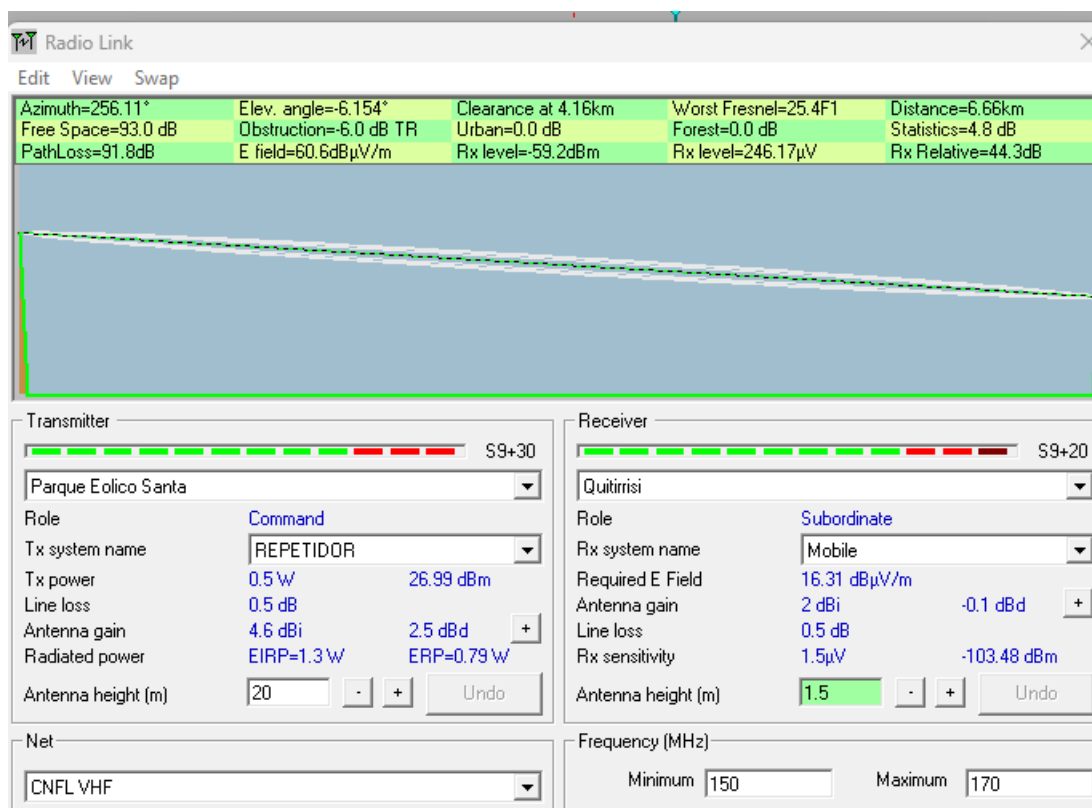 Radio Link
Edit View Swap
Azimuth=256.11° Elev. angle=-6.154° Clearance at 4.16km Worst Fresnel=25.4F1 Distance=6.66km
Free Space=93.0 dB Obstruction=-6.0 dB TR Urban=0.0 dB Forest=0.0 dB Statistics=4.8 dB
PathLoss=91.8dB E field=60.6dBµV/m Rx level=-59.2dBm Rx level=246.17µV Rx Relative=44.3dB
Transmitter
S9+30
Parque Eolico Santa
Role Command
Tx system name REPETIDOR
Tx power 0.5 W 26.99 dBm
Line loss 0.5 dB
Antenna gain 4.6 dBi 2.5 dBd +
Radiated power EIRP=1.3 W ERP=0.79 W
Antenna height (m) 20 - + Undo
Receiver
S9+20
Quitirrisi
Role Subordinate
Rx system name Mobile
Required E Field 16.31 dBµV/m
Antenna gain 2 dBi -0.1 dBd +
Line loss 0.5 dB
Rx sensitivity 1.5µV -103.48 dBm
Antenna height (m) 1.5 - + Undo
Net
CNFL VHF
Frequency (MHz)
Minimum 150 Maximum 170